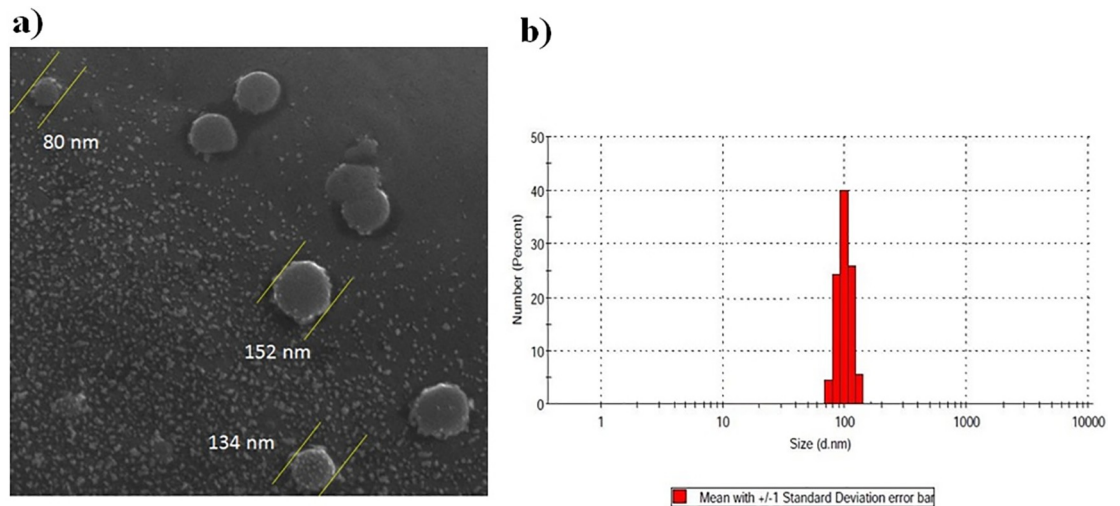 a)
80 nm
152 nm
134 nm
b)
50
40
30
20
10
0
Number (Percent)
1
10
100
1000
10000
Size (d.nm)
Mean with +/-1 Standard Deviation error bar